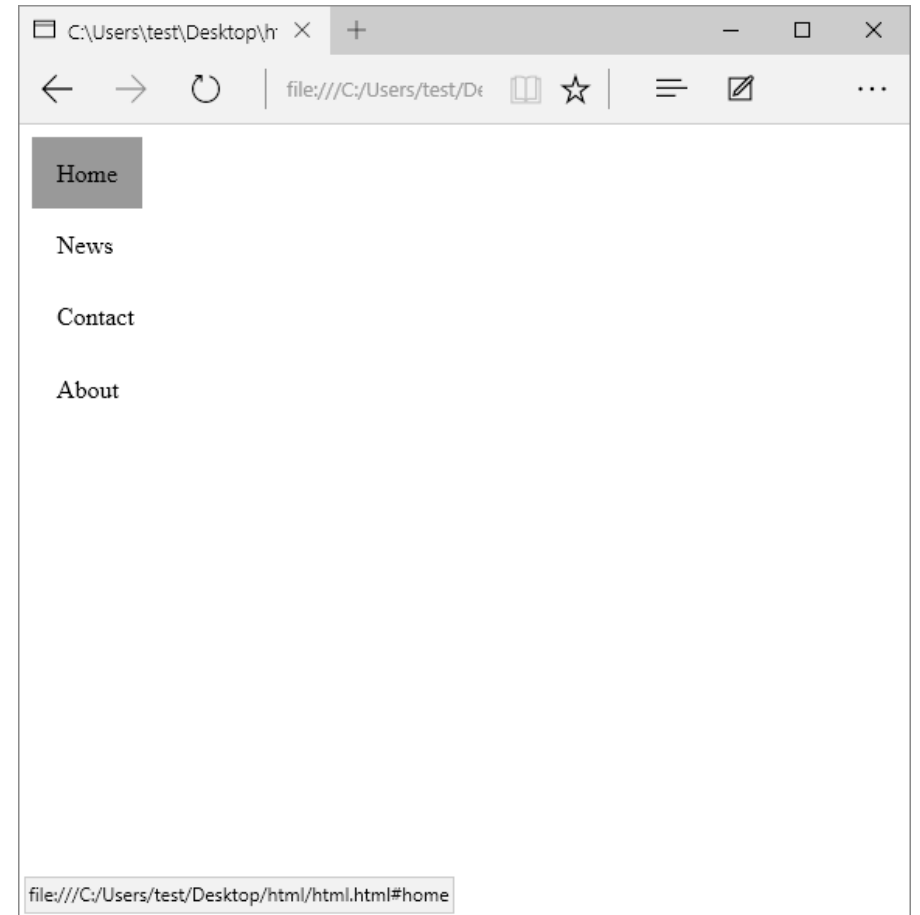 C:\Users\test\Desktop\h
file:///C:/Users/test/De
Home
News
Contact
About
file:///C:/Users/test/Desktop/html/html.html#home